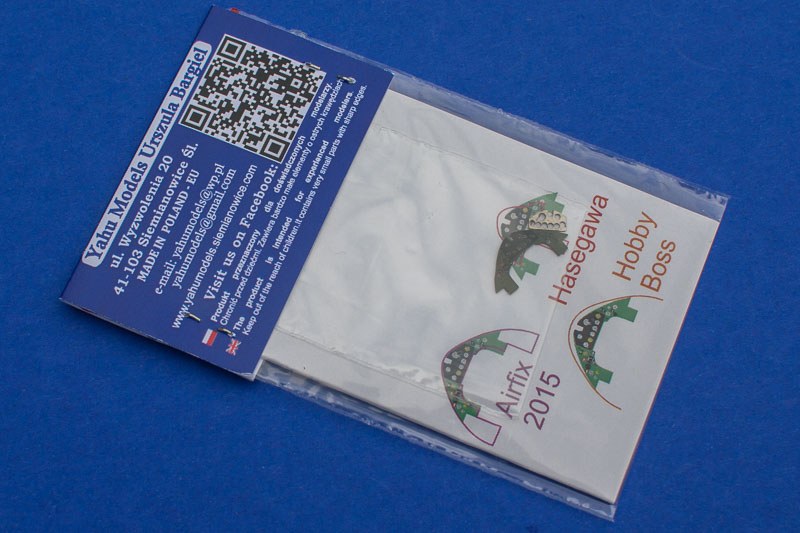 Yahu Models Urszula Bargiel
ul. Wyzwolenia 20
41-103 Siemianowice śl.
MADE IN POLAND - EU
e-mail: yahumodels@wp.pl
yahumodels@gmail.com
www.yahumodels.siemianowice.com
Visit us on Facebook:
Produkt przeznaczony dla doświadczonych modelarzy.
Chronić przed dziećmi. Zawiera bardzo małe elementy o ostrych krawędziach
The product is intended for experienced modelers.
Keep out of the reach of children.It contains very small parts with sharp edges.
Hasegawa
Hobby
Boss
Airfix
2015